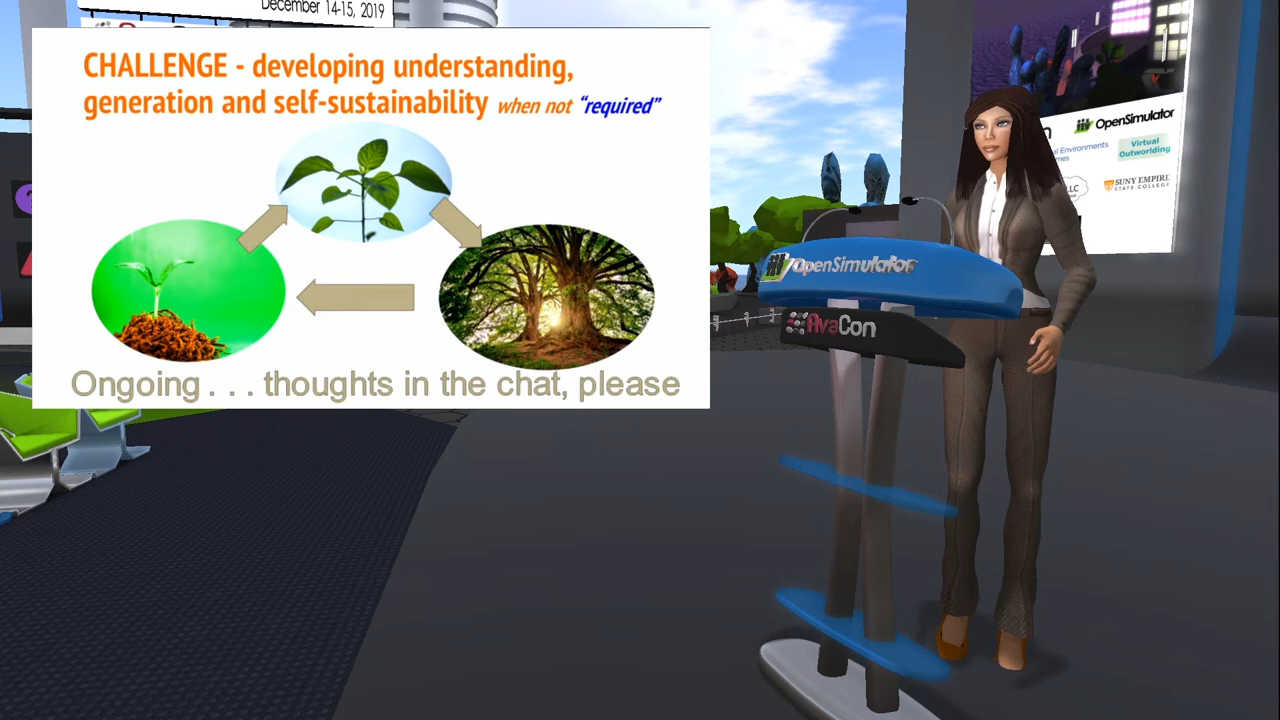 December 14-15, 2019
CHALLENGE - developing understanding,
generation and self-sustainability when not "required"
Ongoing . . . thoughts in the chat, please
OpenSimulator
Virtual
Outworlding
SUNY EMPIRE
STATE COLLEGE
OpenSimulator
AvaCon